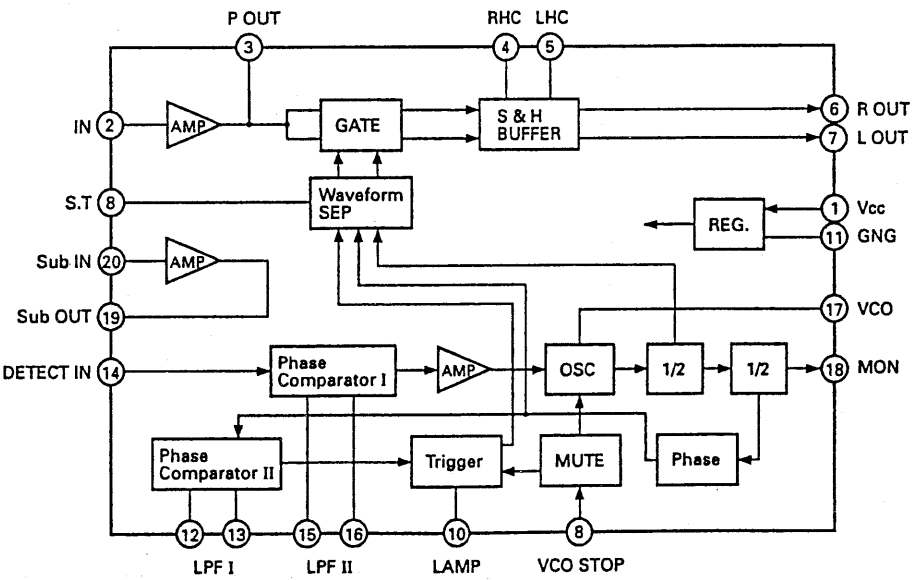 P OUT
RHC
LHC
3
4
5
IN
2
AMP
GATE
S & H
BUFFER
6
R OUT
7
L OUT
S.T
8
Waveform
SEP
REG.
1
Vcc
11
GNG
Sub IN
20
AMP
Sub OUT
19
17
VCO
DETECT IN
14
Phase
Comparator I
AMP
OSC
1/2
1/2
18
MON
Phase
Comparator II
Trigger
MUTE
Phase
12
13
15
16
10
8
LPF I
LPF II
LAMP
VCO STOP